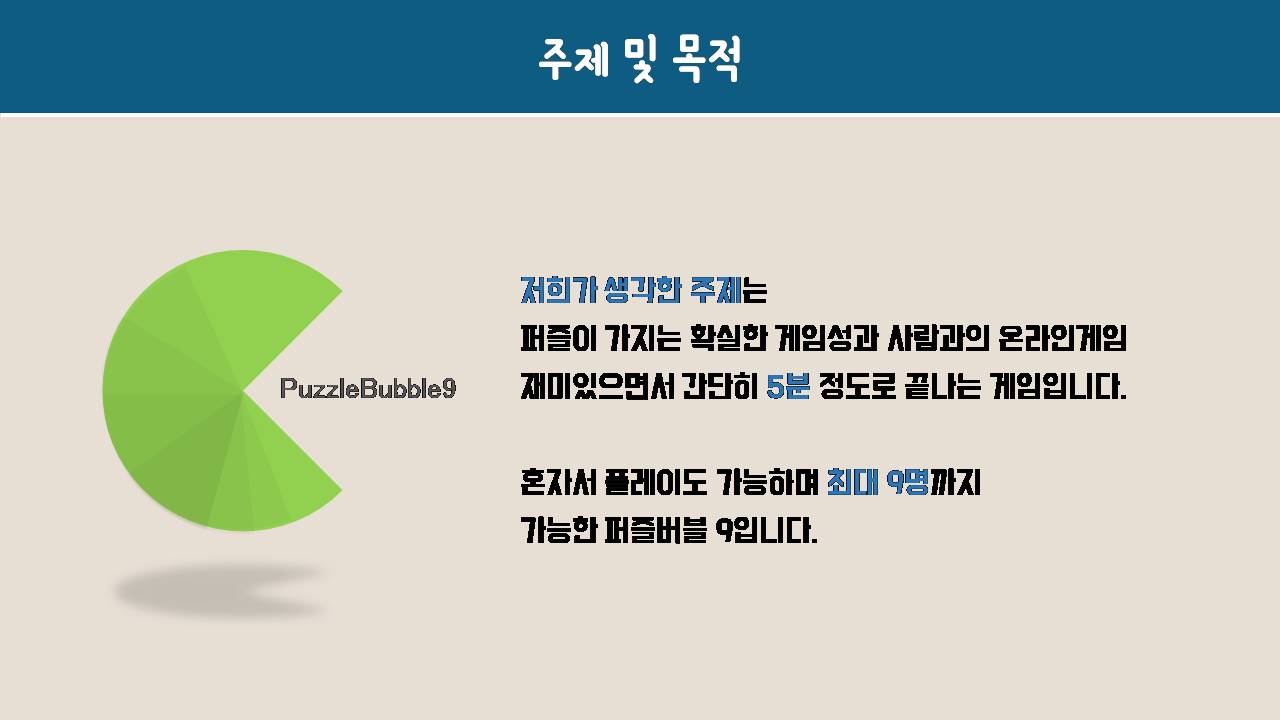 주제 및 목적
PuzzleBubble9
저희가 생각한 주제는
퍼즐이 가지는 확실한 게임성과 사람과의 온라인게임
재미있으면서 간단히 5분 정도로 끝나는 게임입니다.
혼자서 플레이도 가능하며 최대 9명까지
가능한 퍼즐버블 9입니다.